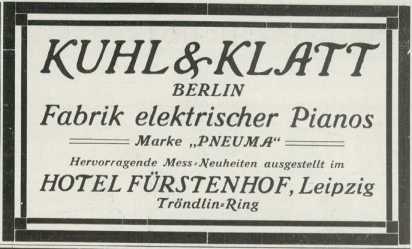 KUHL & KLATT
BERLIN
Fabrik elektrischer Pianos
Marke „PNEUMA“
Hervorragende Mess-Neuheiten ausgestellt im
HOTEL FÜRSTENHOF, Leipzig
Tröndlin-Ring